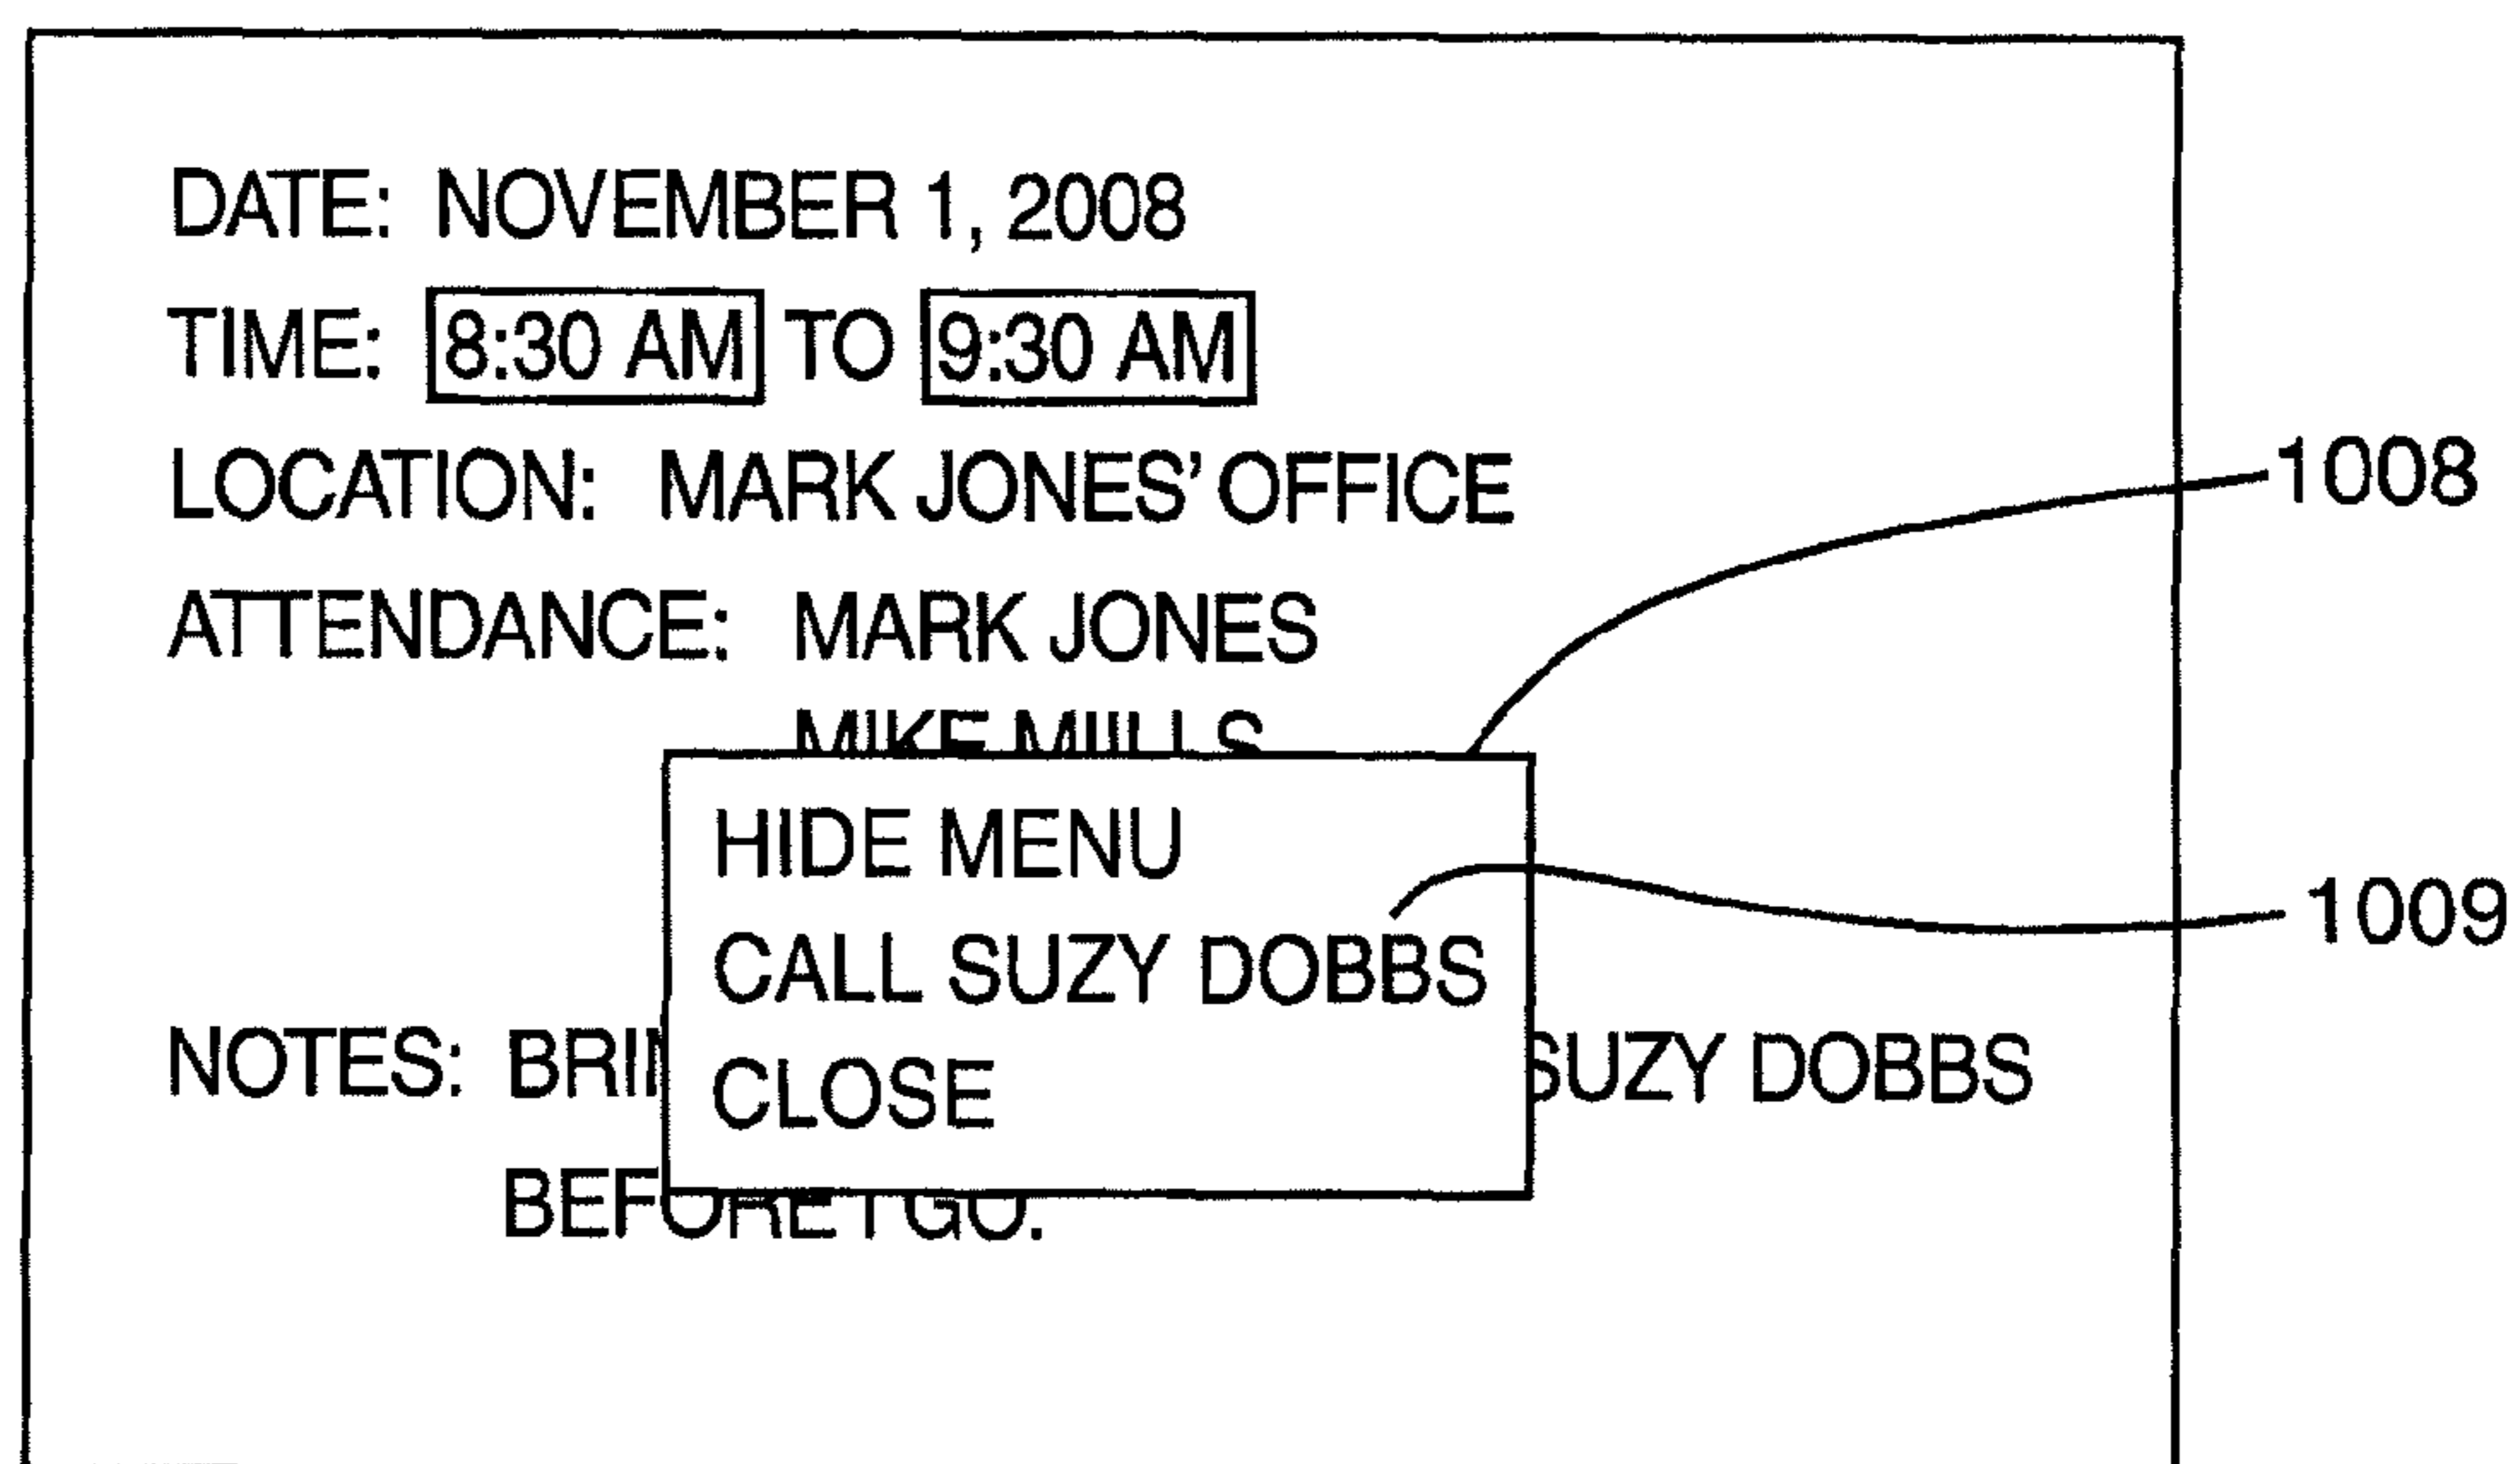 DATE: NOVEMBER 1, 2008
TIME: 8:30 AM TO 9:30 AM
LOCATION: MARK JONES' OFFICE
1008
ATTENDANCE: MARK JONES
MIKE MILLS
HIDE MENU
1009
CALL SUZY DOBBS
NOTES: SUZY DOBBS
CLOSE
BEFORE I GO.